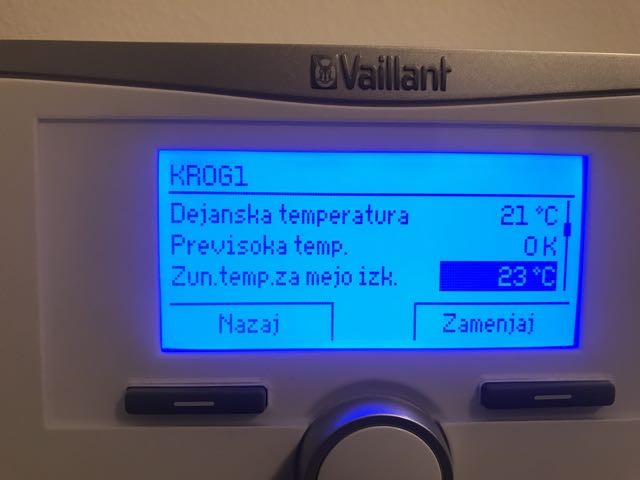 Vaillant
KROG1
Dejanska temperatura 21 °C
Previsoka temp. 0 K
Zun.temp.za mejo izk. 23 °C
Nazaj Zamenjaj